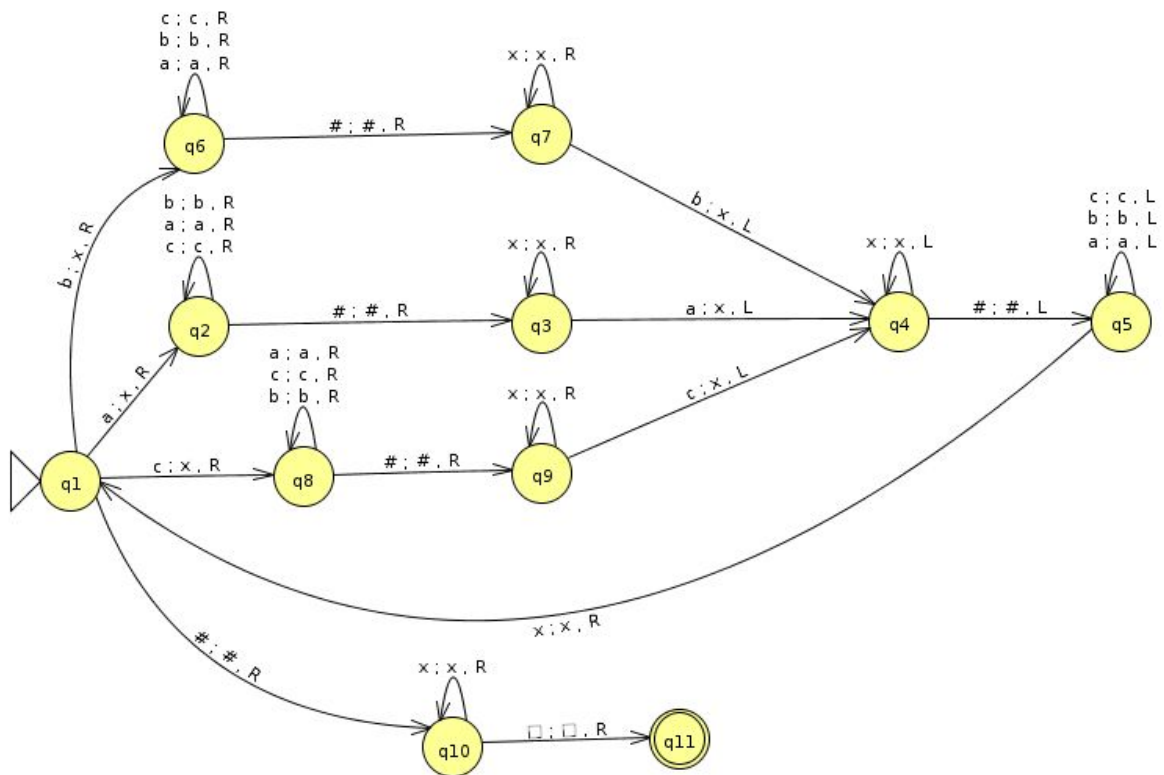 c ; c , R
b ; b , R
a ; a , R
x ; x , R
q6
# ; # , R
q7
b ; x , R
b ; x , L
b ; b , R
a ; a , R
c ; c , R
x ; x , R
x ; x , L
c ; c , L
b ; b , L
a ; a , L
q2
# ; # , R
q3
a ; x , L
q4
# ; # , L
q5
a ; x , R
a ; a , R
c ; c , R
b ; b , R
x ; x , R
c ; x , L
q1
c ; x , R
q8
# ; # , R
q9
x ; x , R
# ; # , R
x ; x , R
q10
□ ; □ , R
q11